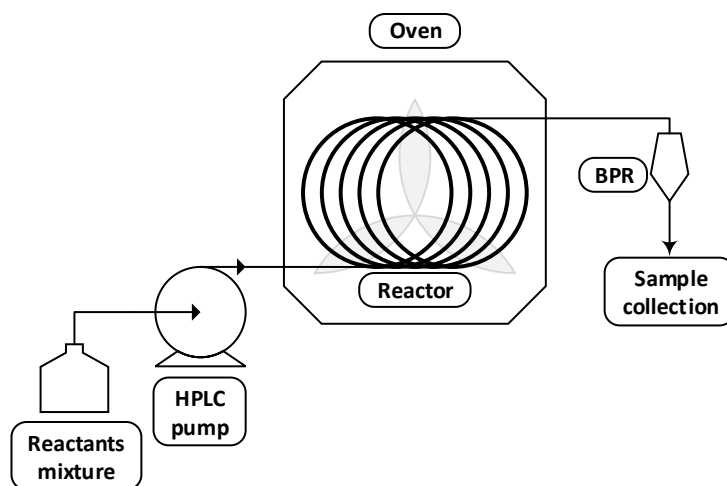 Oven
BPR
Reactor
Sample
collection
HPLC
pump
Reactants
mixture